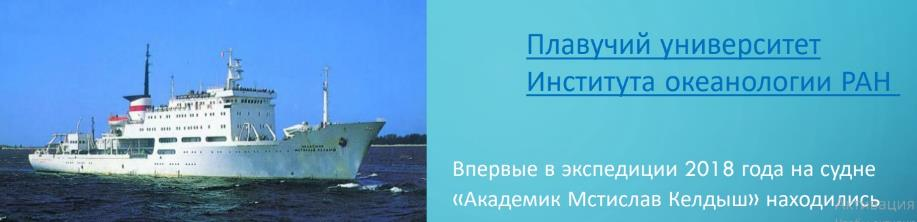 Плавучий университет
Института океанологии РАН
Впервые в экспедиции 2018 года на судне
«Академик Мстислав Келдыш» находились